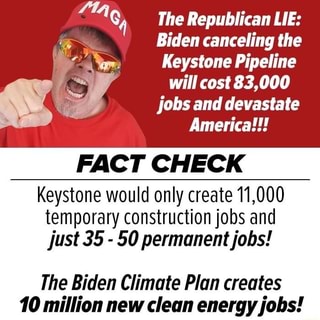 MAGA
The Republican LIE:
Biden canceling the
Keystone Pipeline
will cost 83,000
jobs and devastate
America!!!
FACT CHECK
Keystone would only create 11,000
temporary construction jobs and
just 35 - 50 permanent jobs!
The Biden Climate Plan creates
10 million new clean energy jobs!